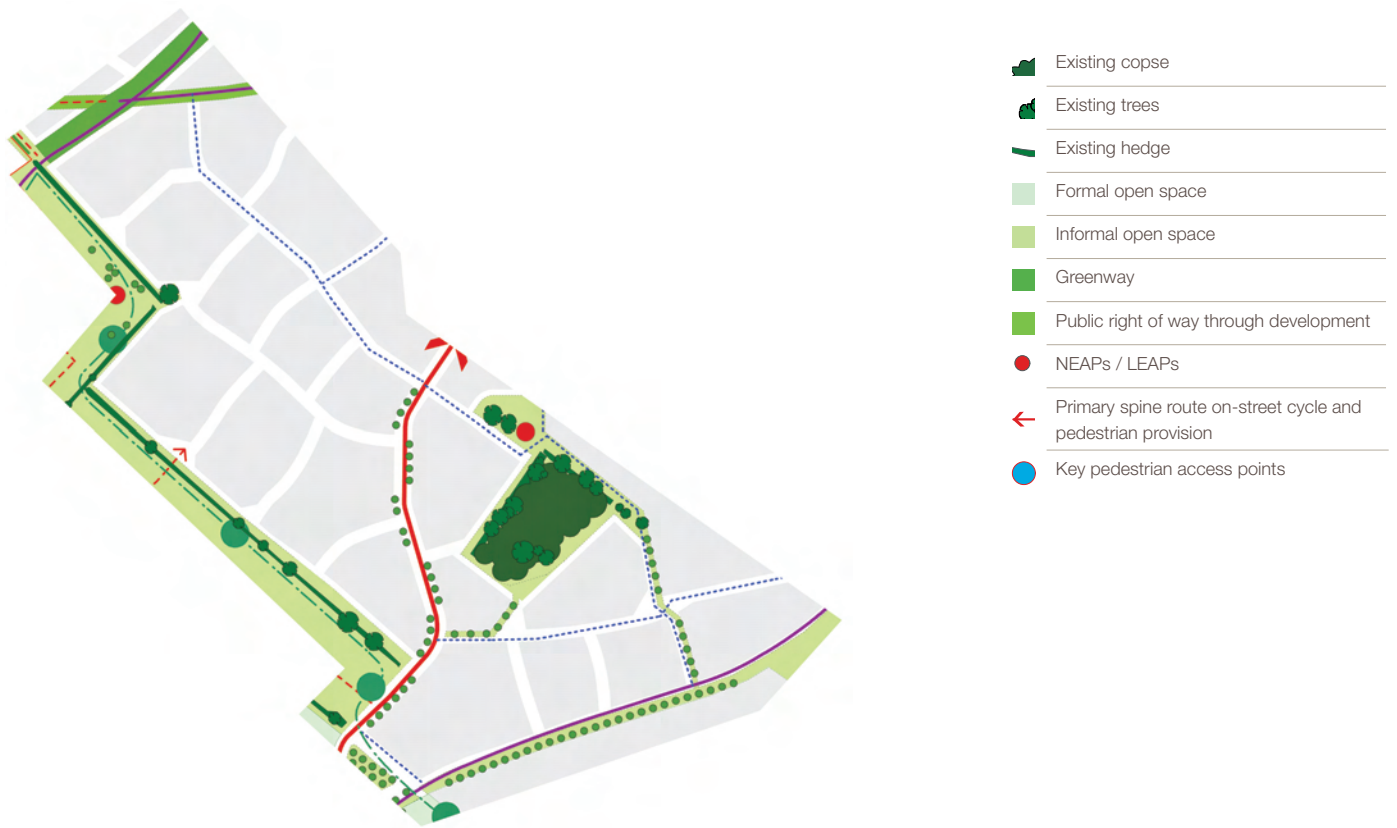 Existing copse
Existing trees
Existing hedge
Formal open space
Informal open space
Greenway
Public right of way through development
NEAPs / LEAPs
Primary spine route on-street cycle and
pedestrian provision
Key pedestrian access points